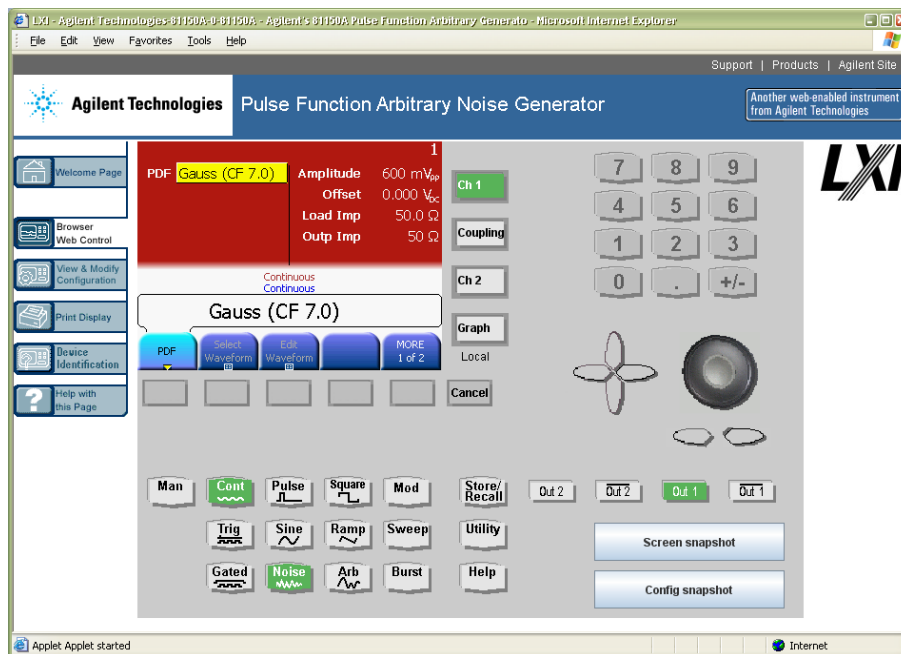 LXI - Agilent Technologies-81150A-0-81150A - Agilent's 81150A Pulse Function Arbitrary Generato - Microsoft Internet Explorer
File Edit View Favorites Tools Help
Support | Products | Agilent Site
Agilent Technologies
Pulse Function Arbitrary Noise Generator
Another web-enabled instrument
from Agilent Technologies
LXI
Welcome Page
Browser
Web Control
View & Modify
Configuration
Print Display
Device
Identification
Help with
this Page
1
PDF Gauss (CF 7.0) Amplitude 600 mVpp
Offset 0.000 Vdc
Load Imp 50.0 Ω
Outp Imp 50 Ω
Continuous
Continuous
Gauss (CF 7.0)
PDF
Select
Waveform
Edit
Waveform
MORE
1 of 2
Ch 1
Coupling
Ch 2
Graph
Local
Cancel
7 8 9
4 5 6
1 2 3
0 . +/-
Man Cont Pulse Square Mod Store/
Recall
Out 2 Out 2 Out 1 Out 1
Trig Sine Ramp Sweep Utility
Screen snapshot
Gated Noise Arb Burst Help
Config snapshot
Applet Applet started
Internet